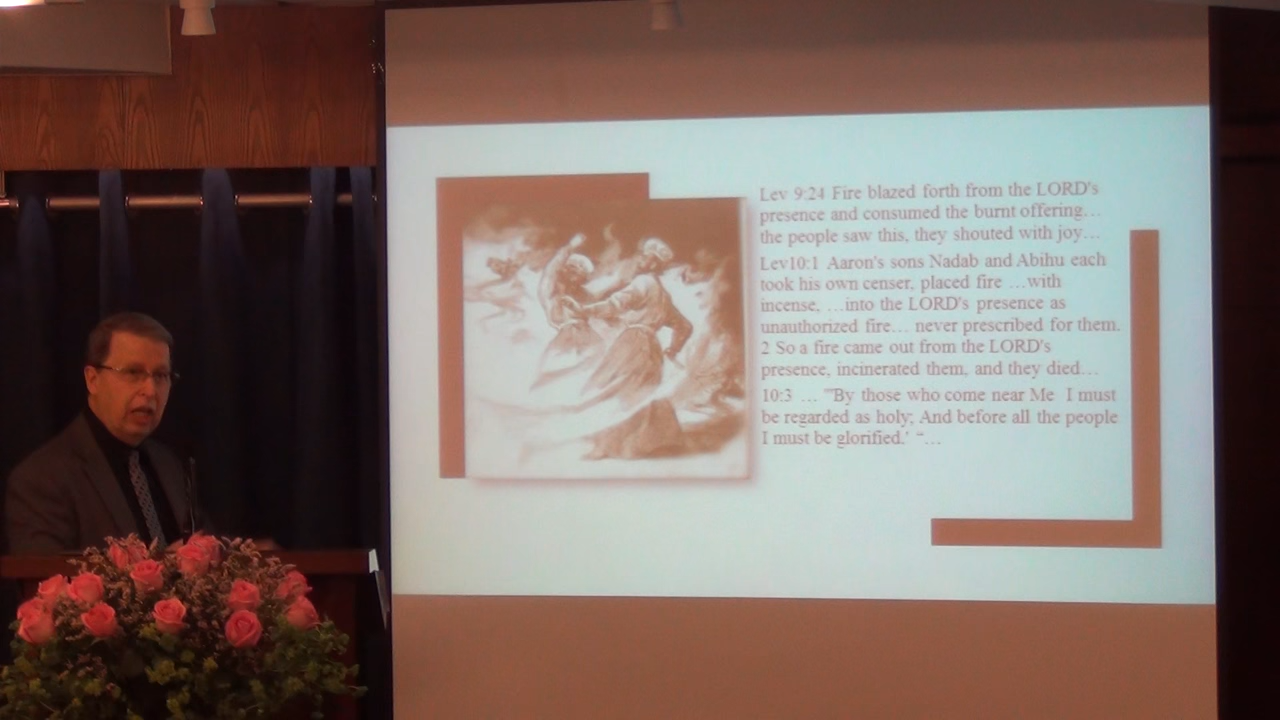 Lev 9:24 Fire blazed forth from the LORD's
presence and consumed the burnt offering…
the people saw this, they shouted with joy…
Lev10:1 Aaron's sons Nadab and Abihu each
took his own censer, placed fire …with
incense, …into the LORD's presence as
unauthorized fire… never prescribed for them.
2 So a fire came out from the LORD's
presence, incinerated them, and they died…
10:3 … "'By those who come near Me I must
be regarded as holy; And before all the people
I must be glorified.' “…